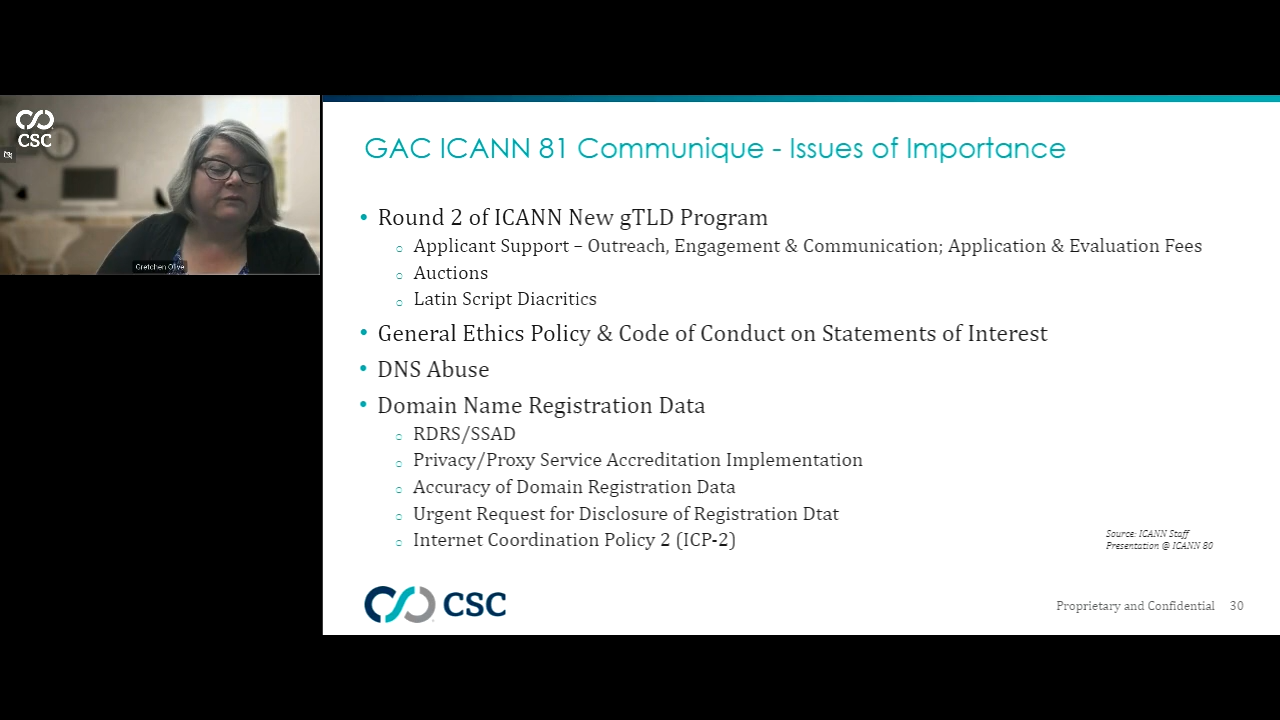 CSC
Gretchen Olive
GAC ICANN 81 Communique - Issues of Importance
• Round 2 of ICANN New gTLD Program
○ Applicant Support – Outreach, Engagement & Communication; Application & Evaluation Fees
○ Auctions
○ Latin Script Diacritics
• General Ethics Policy & Code of Conduct on Statements of Interest
• DNS Abuse
• Domain Name Registration Data
○ RDRS/SSAD
○ Privacy/Proxy Service Accreditation Implementation
○ Accuracy of Domain Registration Data
○ Urgent Request for Disclosure of Registration Dtat
○ Internet Coordination Policy 2 (ICP-2)
Source: ICANN Staff
Presentation @ ICANN 80
CSC
Proprietary and Confidential 30